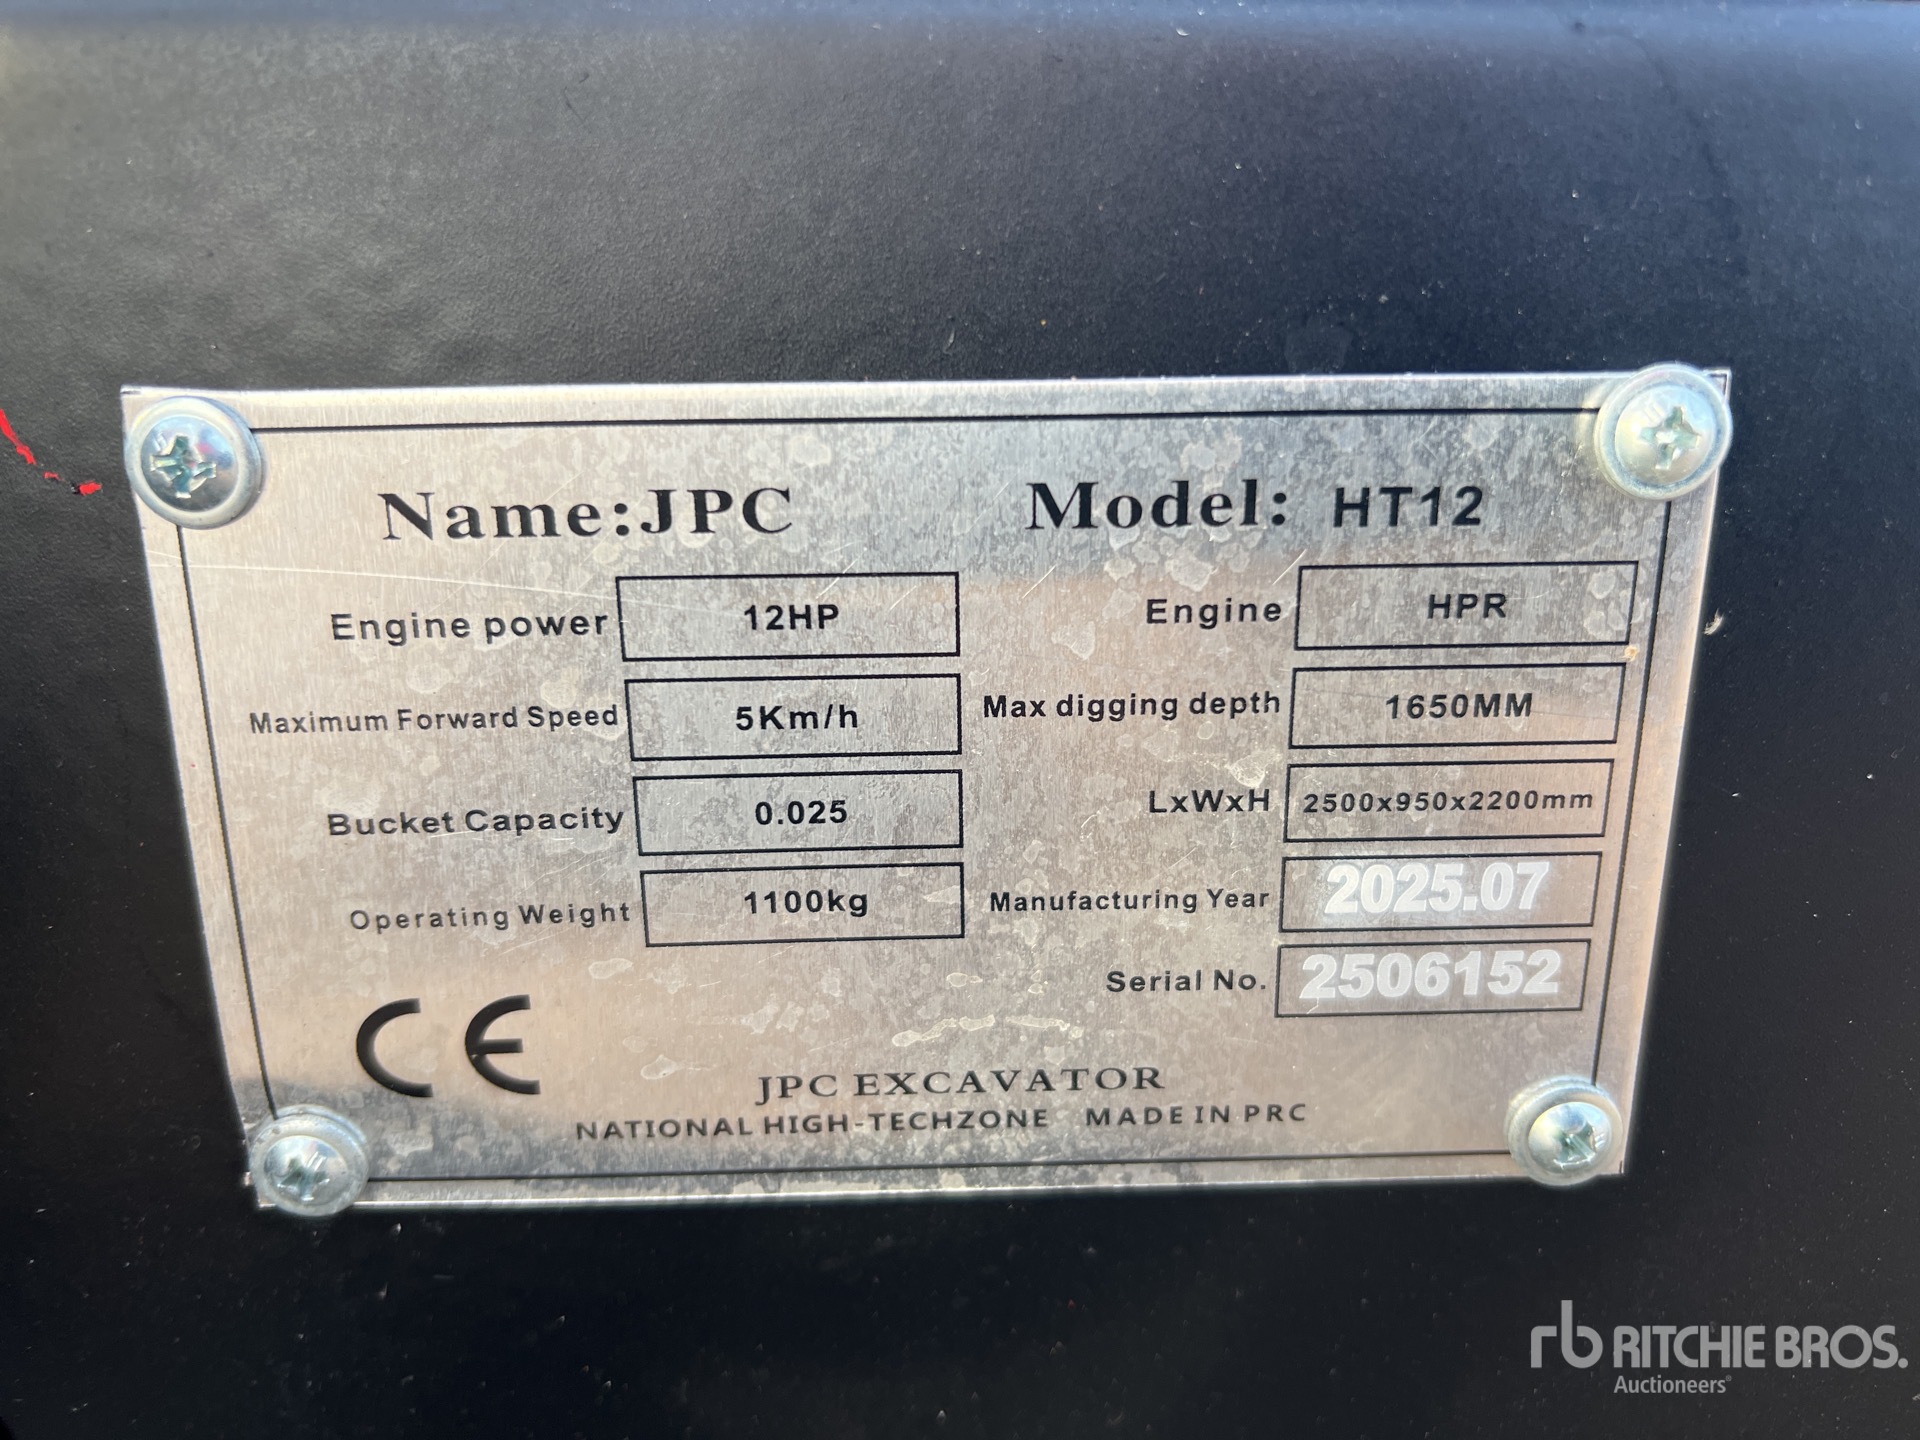 Name:JPC Model: HT12
Engine power 12HP Engine HPR
Maximum Forward Speed 5Km/h Max digging depth 1650MM
Bucket Capacity 0.025 LxWxH 2500x950x2200mm
Operating Weight 1100kg Manufacturing Year 2025.07
Serial No. 2506152
CE
JPC EXCAVATOR
NATIONAL HIGH-TECHZONE MADE IN PRC
rb RITCHIE BROS.
Auctioneers